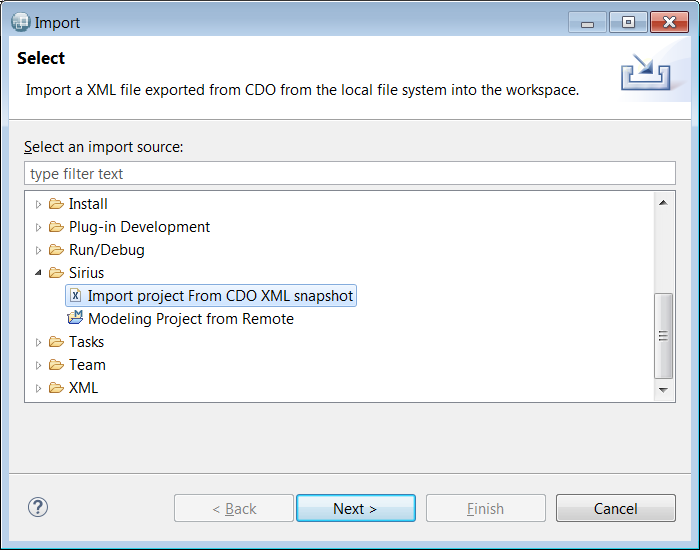 Import
Select
Import a XML file exported from CDO from the local file system into the workspace.
Select an import source:
type filter text
Install
Plug-in Development
Run/Debug
Sirius
Import project From CDO XML snapshot
Modeling Project from Remote
Tasks
Team
XML
? < Back Next > Finish Cancel